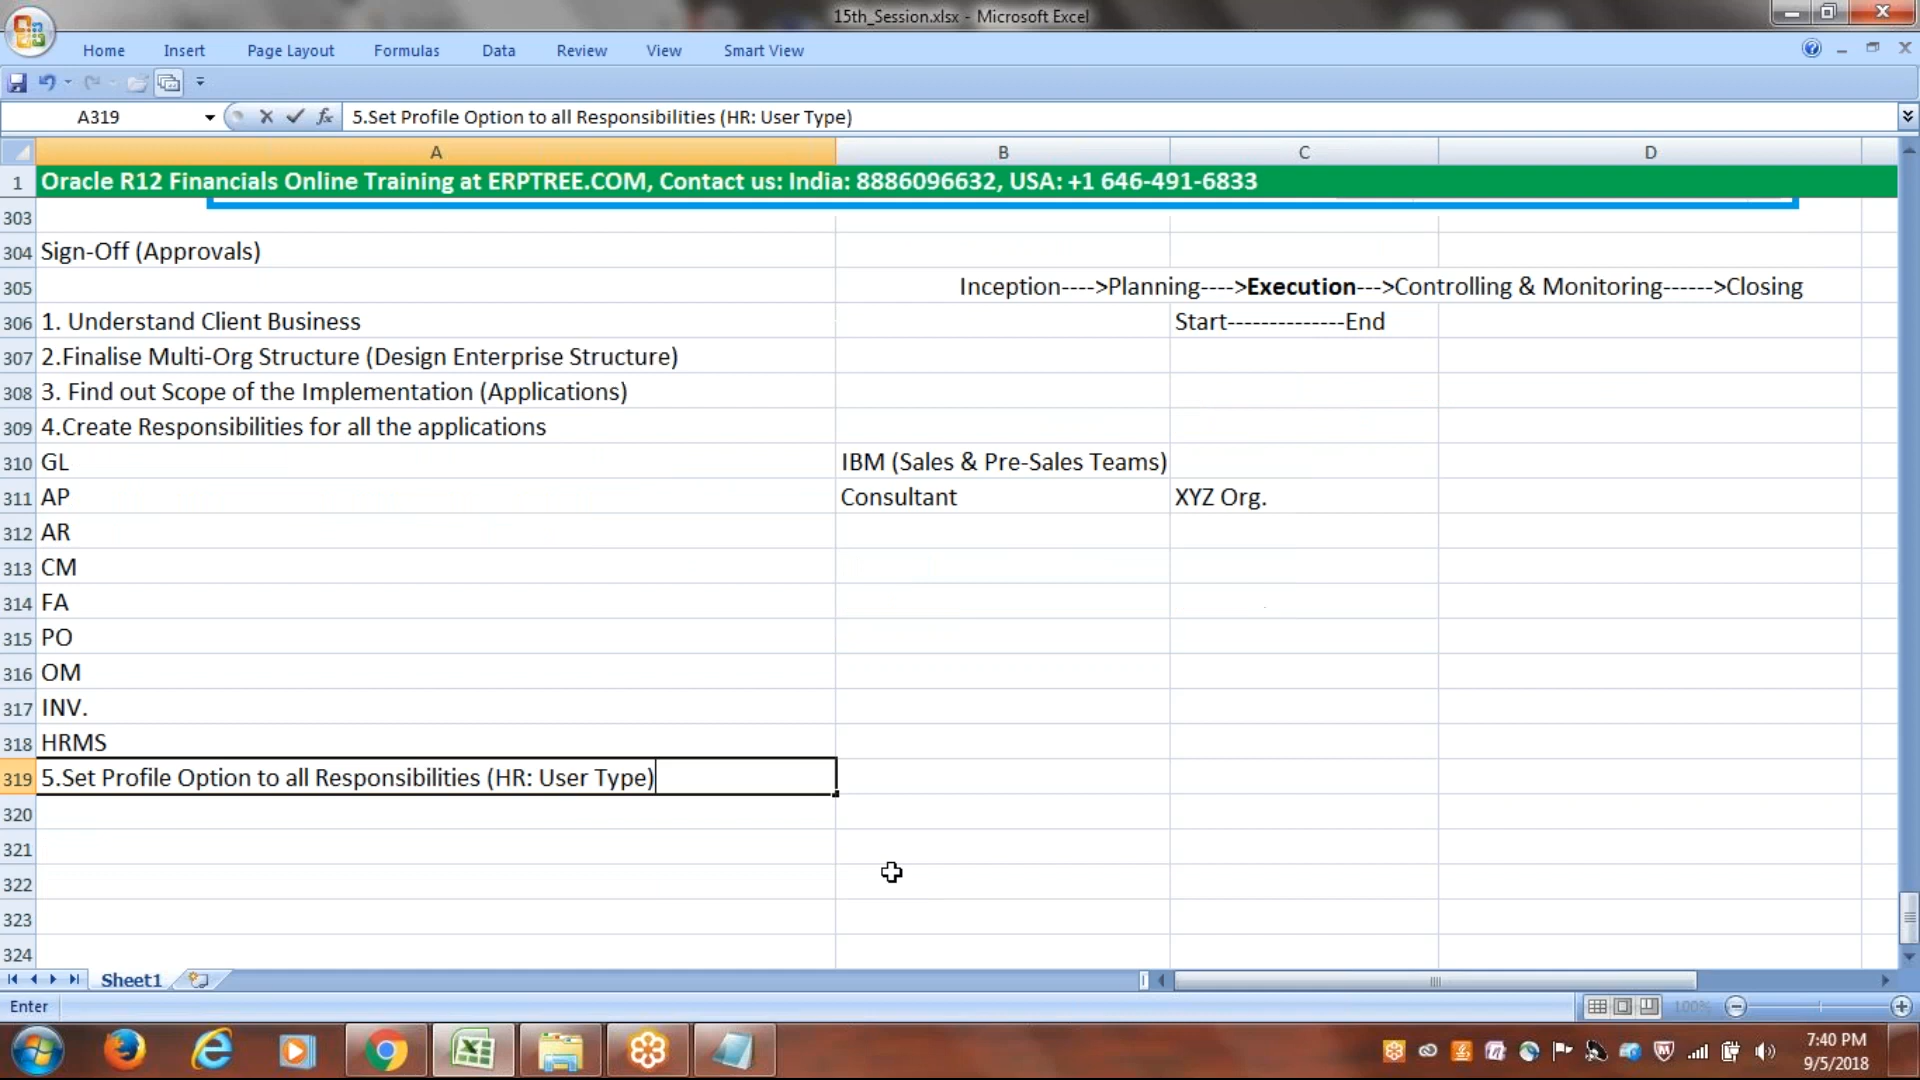 15th_Session.xlsx - Microsoft Excel
Home Insert Page Layout Formulas Data Review View Smart View
A319 fx 5.Set Profile Option to all Responsibilities (HR: User Type)
A B C D
1 Oracle R12 Financials Online Training at ERPTREE.COM, Contact us: India: 8886096632, USA: +1 646-491-6833
303
304 Sign-Off (Approvals)
305 Inception---->Planning---->Execution--->Controlling & Monitoring------>Closing
306 1. Understand Client Business Start--------------End
307 2.Finalise Multi-Org Structure (Design Enterprise Structure)
308 3. Find out Scope of the Implementation (Applications)
309 4.Create Responsibilities for all the applications
310 GL IBM (Sales & Pre-Sales Teams)
311 AP Consultant XYZ Org.
312 AR
313 CM
314 FA
315 PO
316 OM
317 INV.
318 HRMS
319 5.Set Profile Option to all Responsibilities (HR: User Type)
320
321
322
323
324
Sheet1
Enter 100%
7:40 PM
9/5/2018